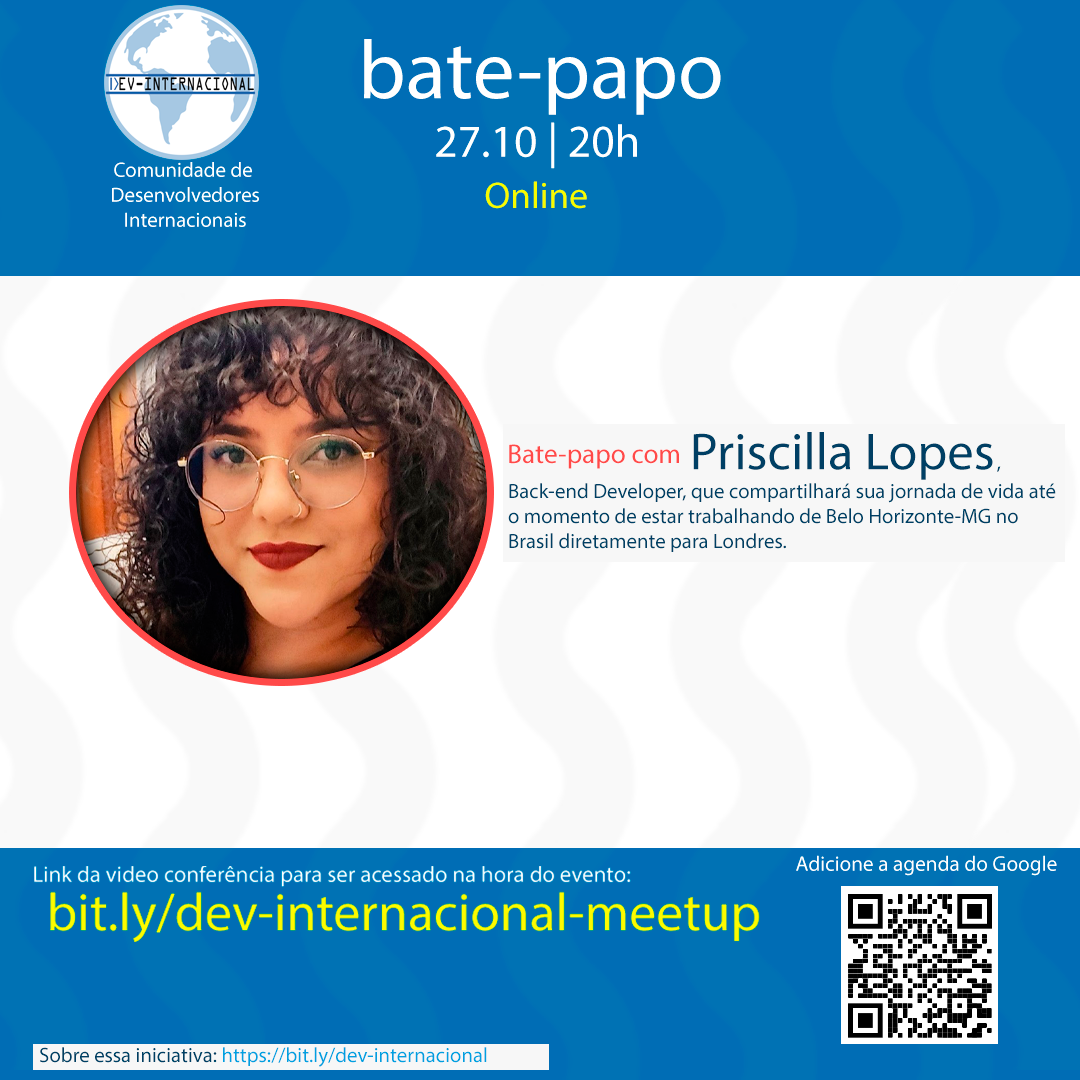 DEV-INTERNACIONAL
Comunidade de
Desenvolvedores
Internacionais
bate-papo
27.10 | 20h
Online
Bate-papo com Priscilla Lopes,
Back-end Developer, que compartilhará sua jornada de vida até
o momento de estar trabalhando de Belo Horizonte-MG no
Brasil diretamente para Londres.
Link da video conferência para ser acessado na hora do evento:
bit.ly/dev-internacional-meetup
Adicione a agenda do Google
Sobre essa iniciativa: https://bit.ly/dev-internacional